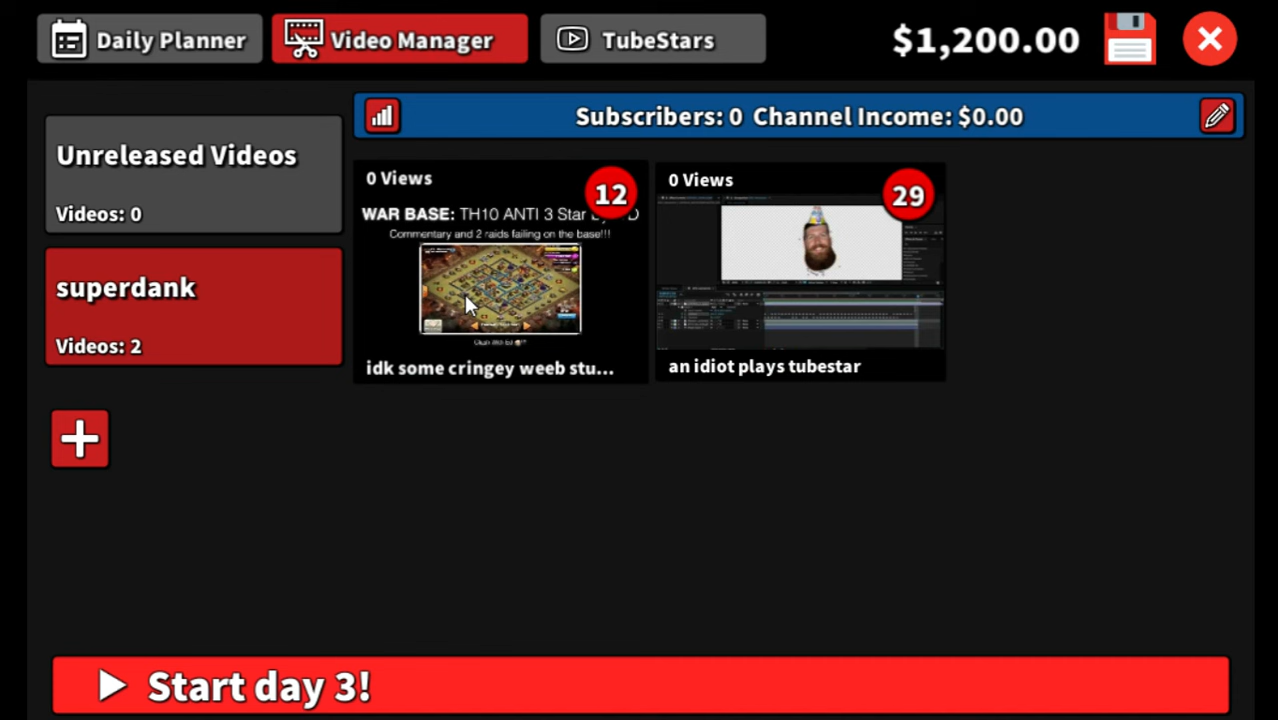 Daily Planner
Video Manager
TubeStars
$1,200.00
Subscribers: 0 Channel Income: $0.00
Unreleased Videos
Videos: 0
superdank
Videos: 2
0 Views
12
WAR BASE: TH10 ANTI 3 Star
Commentary and 2 raids failing on the base!!!
idk some cringey weeb stu...
0 Views
29
an idiot plays tubestar
Start day 3!